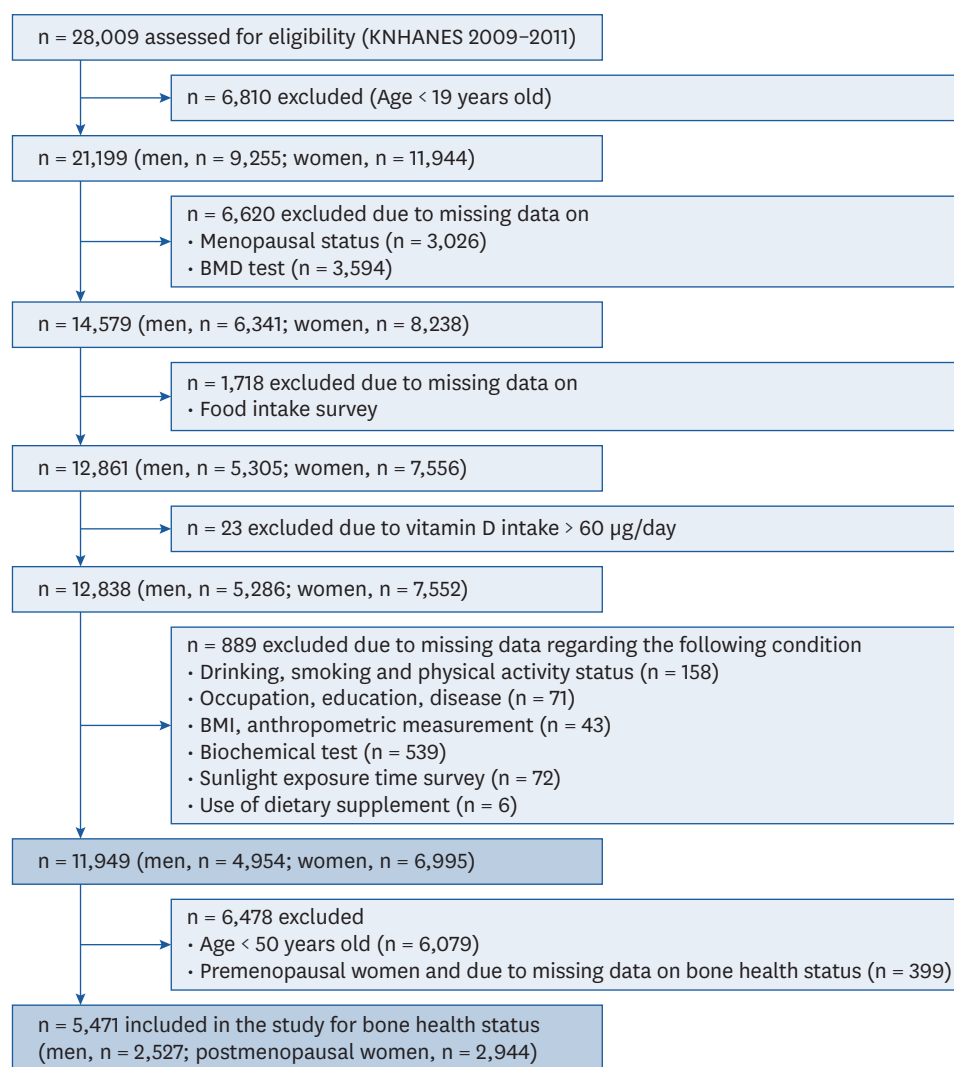 n = 28,009 assessed for eligibility (KNHANES 2009–2011)
n = 6,810 excluded (Age < 19 years old)
n = 21,199 (men, n = 9,255; women, n = 11,944)
n = 6,620 excluded due to missing data on
· Menopausal status (n = 3,026)
· BMD test (n = 3,594)
n = 14,579 (men, n = 6,341; women, n = 8,238)
n = 1,718 excluded due to missing data on
· Food intake survey
n = 12,861 (men, n = 5,305; women, n = 7,556)
n = 23 excluded due to vitamin D intake > 60 µg/day
n = 12,838 (men, n = 5,286; women, n = 7,552)
n = 889 excluded due to missing data regarding the following condition
· Drinking, smoking and physical activity status (n = 158)
· Occupation, education, disease (n = 71)
· BMI, anthropometric measurement (n = 43)
· Biochemical test (n = 539)
· Sunlight exposure time survey (n = 72)
· Use of dietary supplement (n = 6)
n = 11,949 (men, n = 4,954; women, n = 6,995)
n = 6,478 excluded
· Age < 50 years old (n = 6,079)
· Premenopausal women and due to missing data on bone health status (n = 399)
n = 5,471 included in the study for bone health status
(men, n = 2,527; postmenopausal women, n = 2,944)